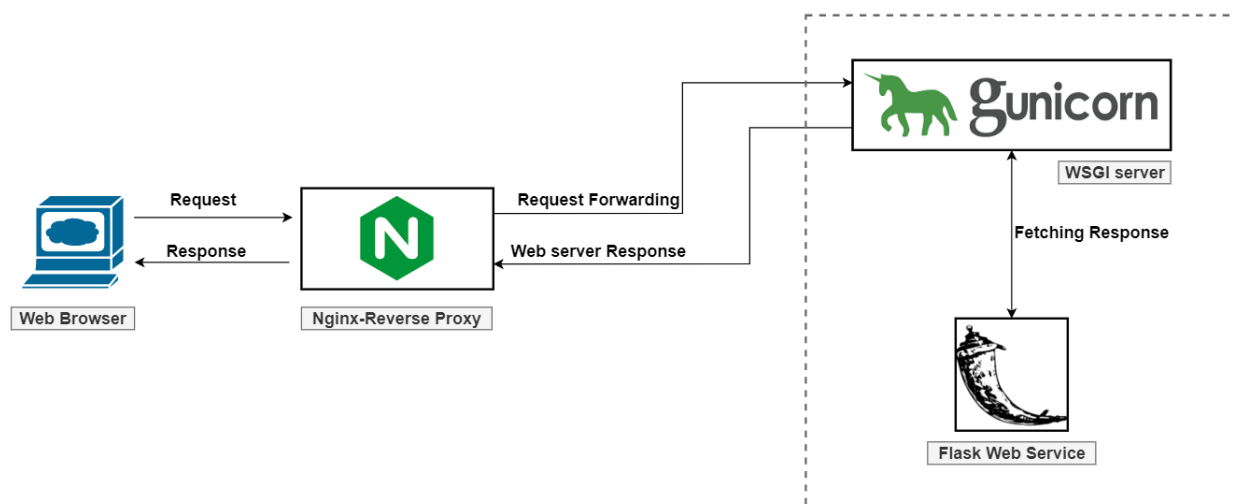 gunicorn
WSGI server
Request
Request Forwarding
Fetching Response
Response
Web server Response
N
Web Browser
Nginx-Reverse Proxy
Flask Web Service